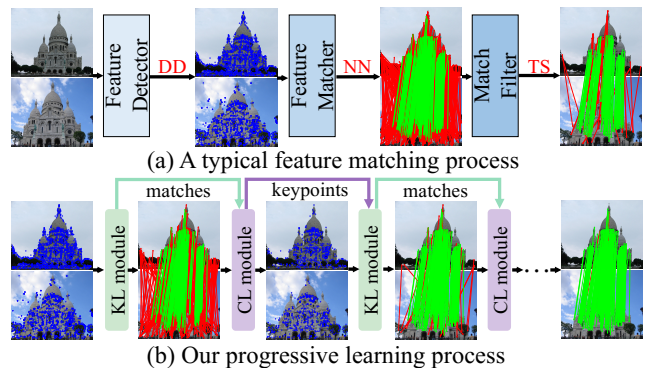 Feature
Detector
DD
Feature
Matcher
NN
Match
Filter
TS
(a) A typical feature matching process
matches
keypoints
matches
KL module
CL module
KL module
CL module
(b) Our progressive learning process